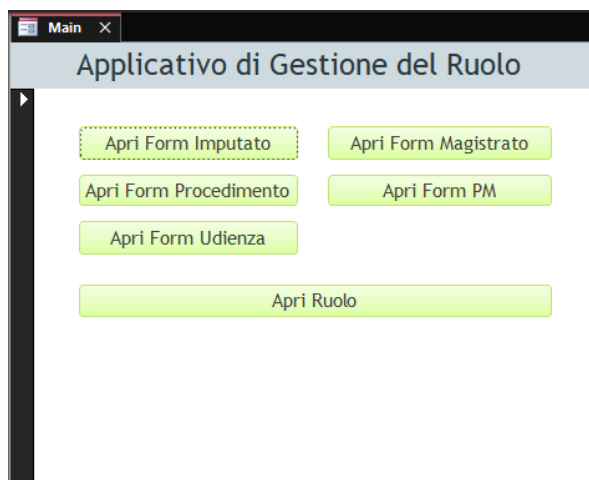 Main
Applicativo di Gestione del Ruolo
Apri Form Imputato
Apri Form Magistrato
Apri Form Procedimento
Apri Form PM
Apri Form Udienza
Apri Ruolo